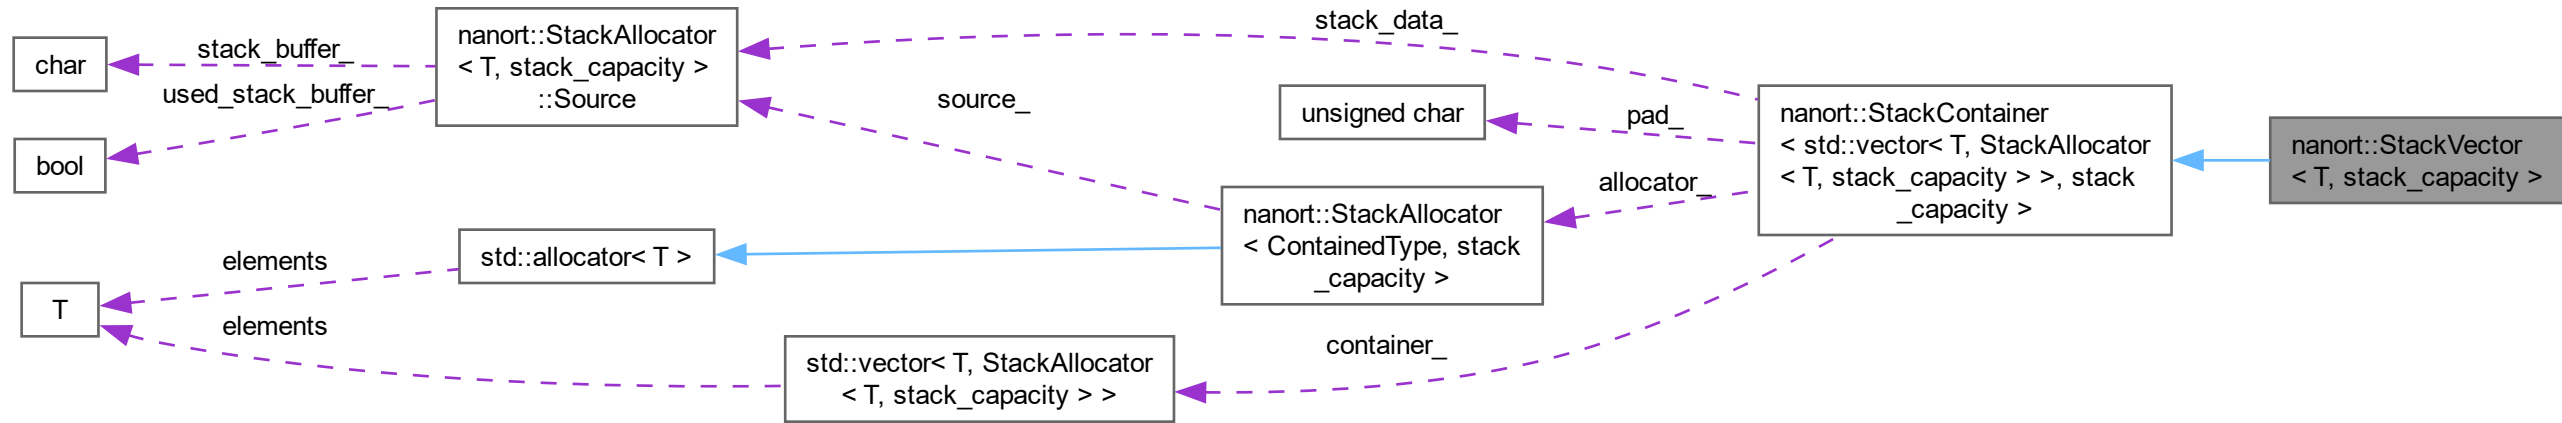 char
stack_buffer_
used_stack_buffer_
bool
nanort::StackAllocator
< T, stack_capacity >
::Source
stack_data_
source_
unsigned char
pad_
allocator_
nanort::StackContainer
< std::vector< T, StackAllocator
< T, stack_capacity > >, stack
_capacity >
nanort::StackVector
< T, stack_capacity >
nanort::StackAllocator
< ContainedType, stack
_capacity >
std::allocator< T >
elements
T
elements
std::vector< T, StackAllocator
< T, stack_capacity > >
container_